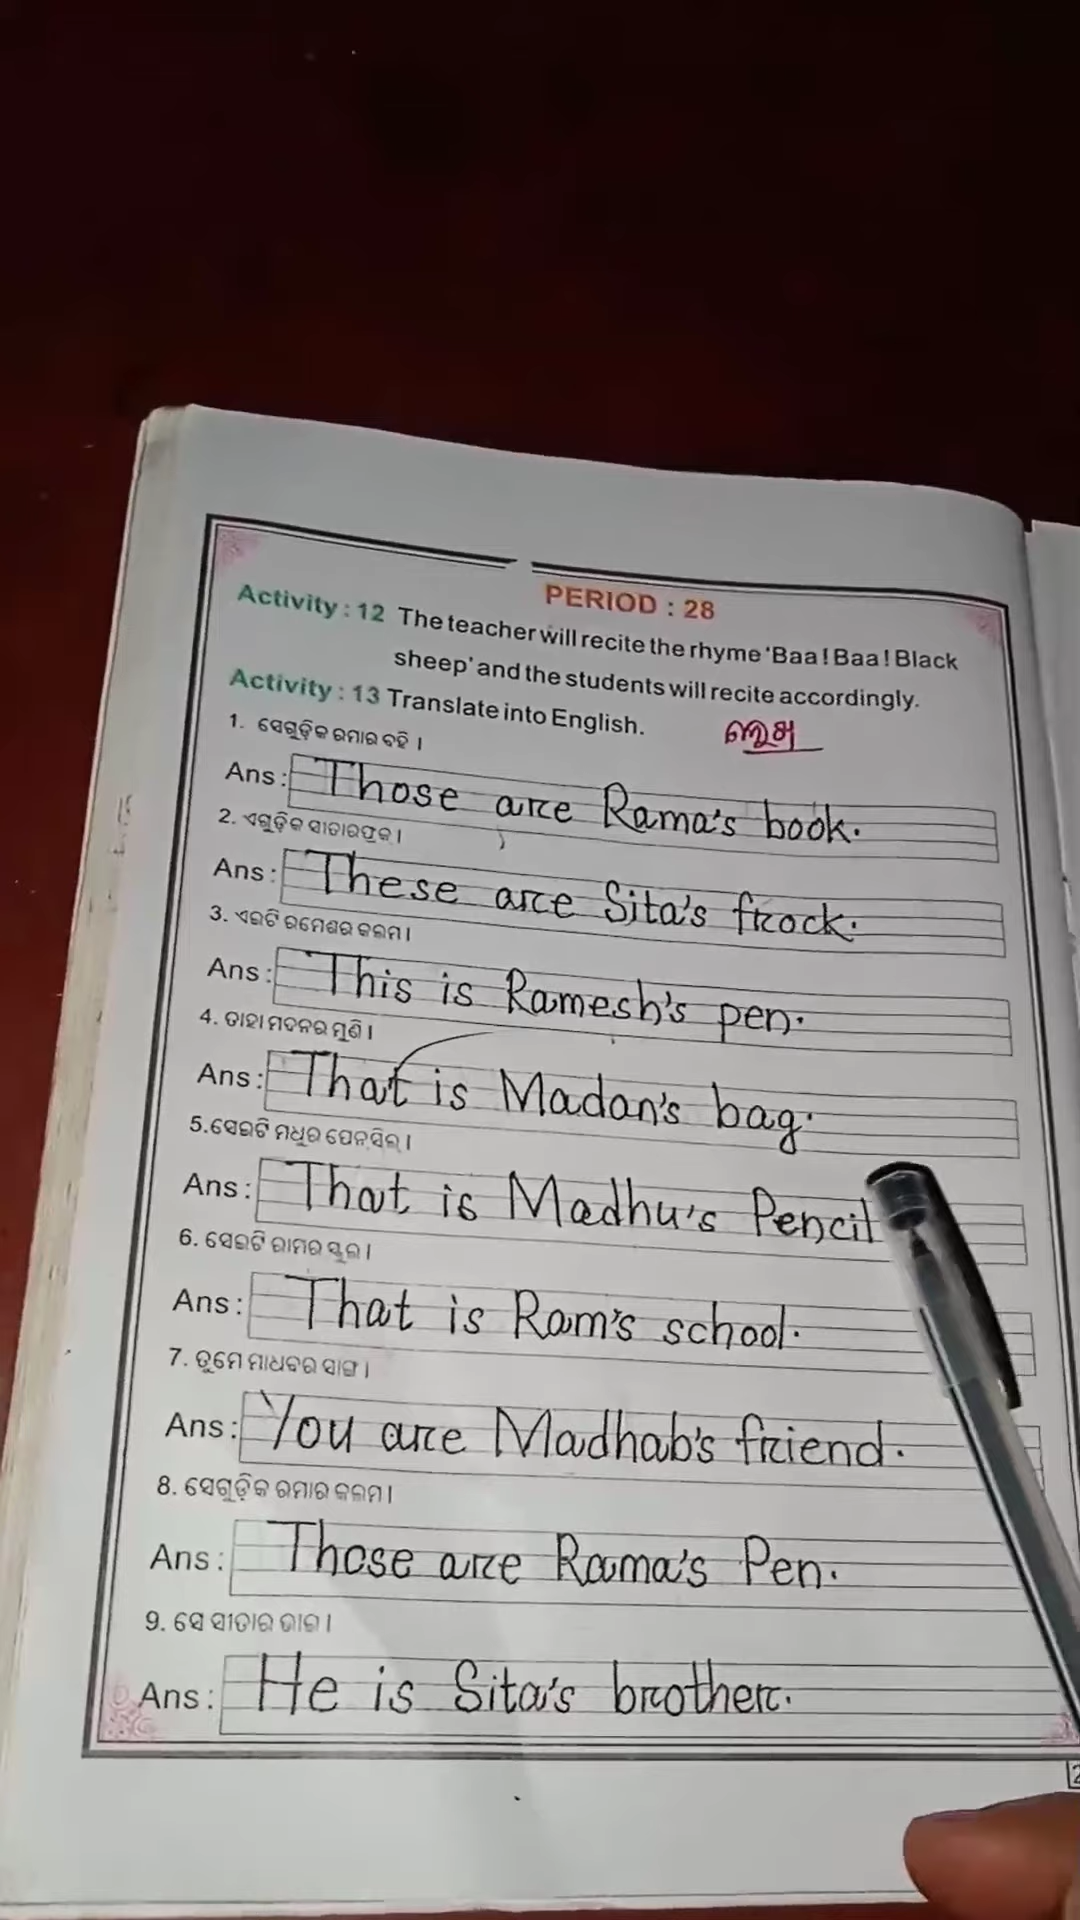 PERIOD : 28
Activity : 12 The teacher will recite the rhyme 'Baa ! Baa ! Black
sheep' and the students will recite accordingly.
Activity : 13 Translate into English.
ଲେଖ
1. ସେଗୁଡ଼ିକ ରମାର ବହି ।
Ans : Those are Rama's book.
2. ଏଗୁଡ଼ିକ ସୀତାରଫ୍ରକ୍ ।
Ans : These are Sita's frock.
3. ଏଇଟି ରମେଶର କଲମ ।
Ans : This is Ramesh's pen.
4. ତାହା ମଦନର ମୁଣି ।
Ans : That is Madan's bag.
5.ସେଇଟି ମଧୁର ପେନ୍‌ସିଲ୍ ।
Ans : That is Madhu's Pencil
6. ସେଇଟି ରାମର ସ୍କୁଲ ।
Ans : That is Ram's school.
7. ତୁମେ ମାଧବର ସାଙ୍ଗ ।
Ans : You are Madhab's friend.
8. ସେଗୁଡ଼ିକ ରମାର କଲମ ।
Ans : Those are Rama's Pen.
9. ସେ ସୀତାର ଭାଇ ।
Ans : He is Sita's brother.